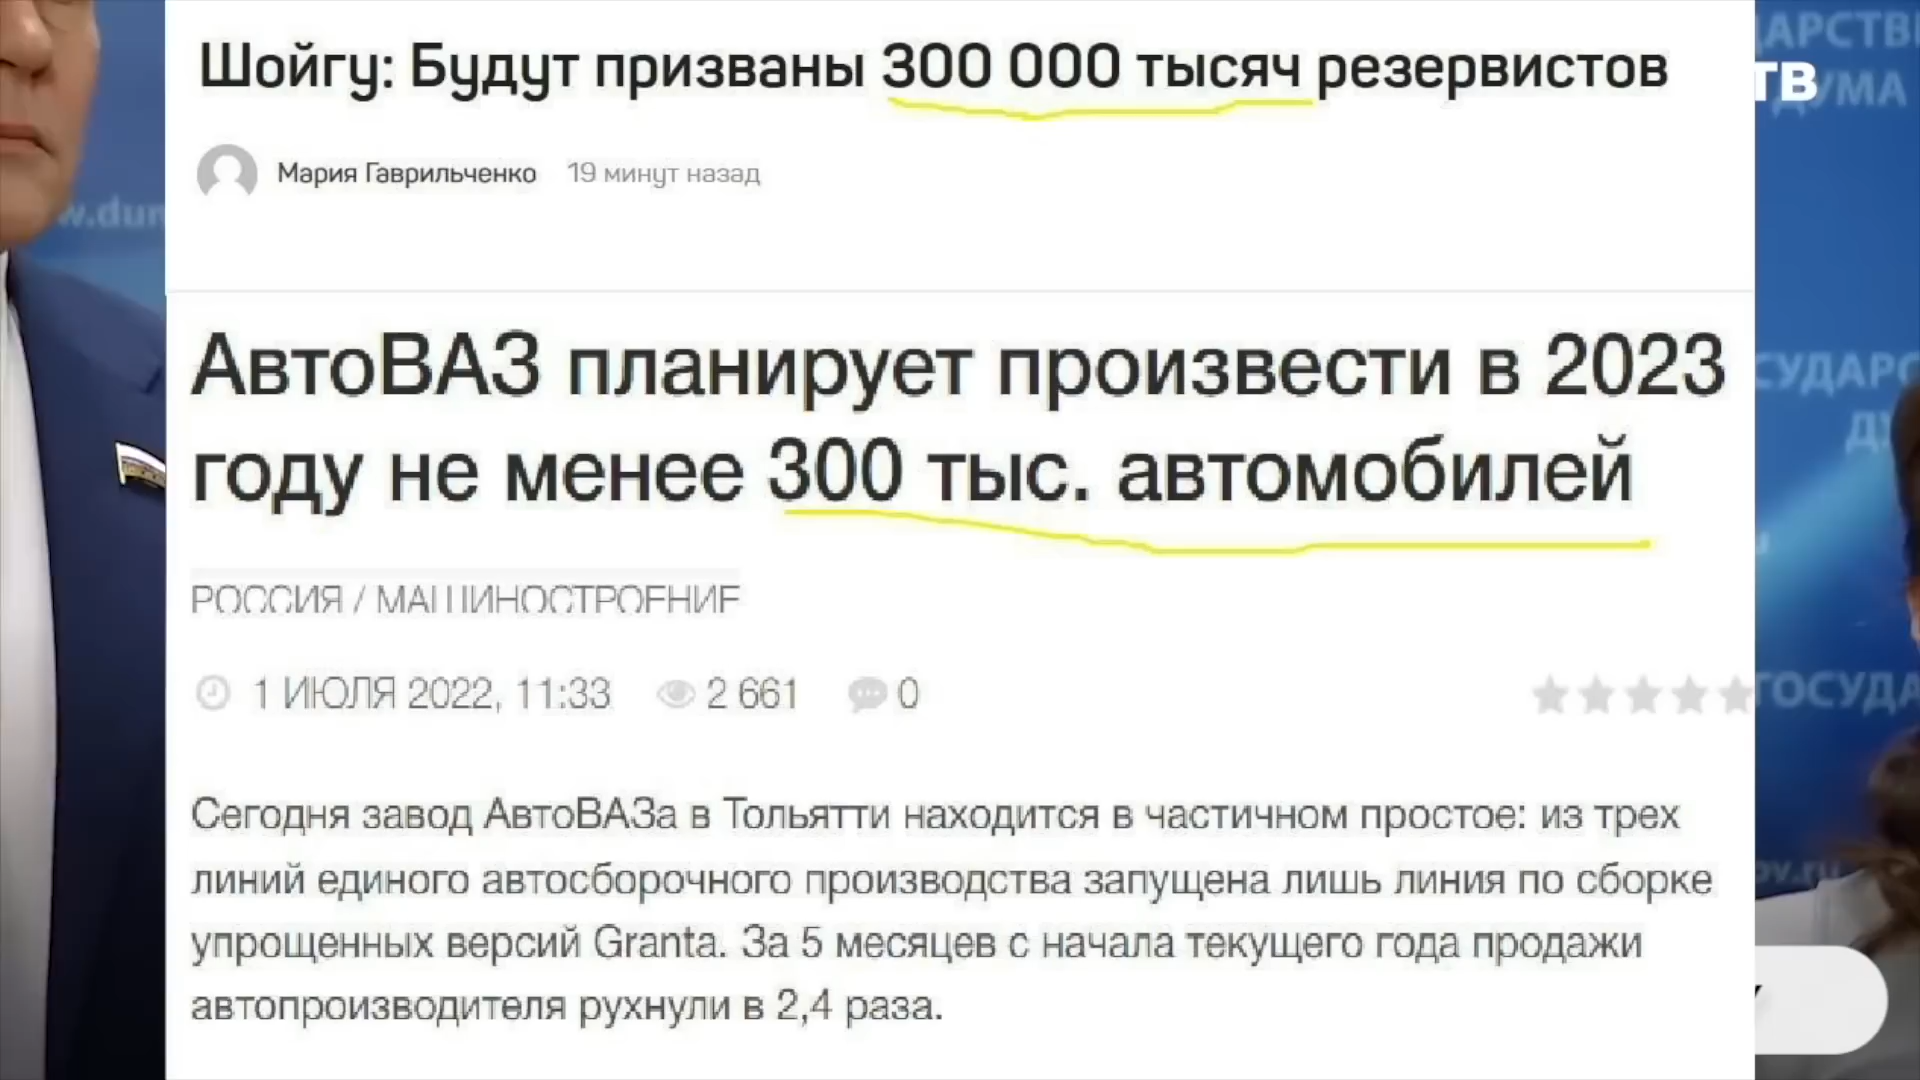 Шойгу: Будут призваны 300 000 тысяч резервистов
Мария Гаврильченко 19 минут назад
АвтоВАЗ планирует произвести в 2023
году не менее 300 тыс. автомобилей
РОССИЯ / МАШИНОСТРОЕНИЕ
1 ИЮЛЯ 2022, 11:33 2 661 0
Сегодня завод АвтоВАЗа в Тольятти находится в частичном простое: из трех
линий единого автосборочного производства запущена лишь линия по сборке
упрощенных версий Granta. За 5 месяцев с начала текущего года продажи
автопроизводителя рухнули в 2,4 раза.
ТВ